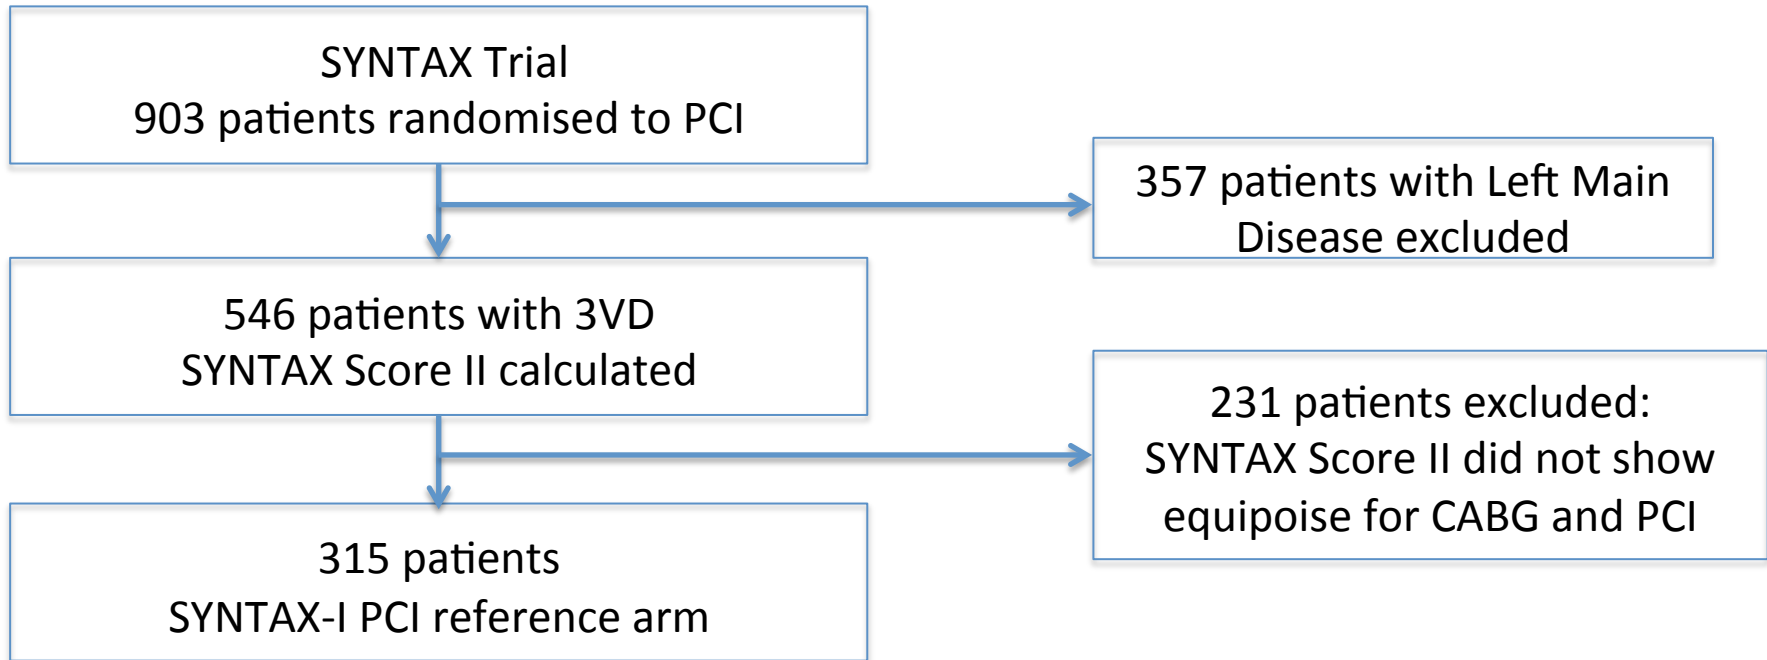 SYNTAX Trial
903 patients randomised to PCI
357 patients with Left Main
Disease excluded
546 patients with 3VD
SYNTAX Score II calculated
231 patients excluded:
SYNTAX Score II did not show
equipoise for CABG and PCI
315 patients
SYNTAX-I PCI reference arm